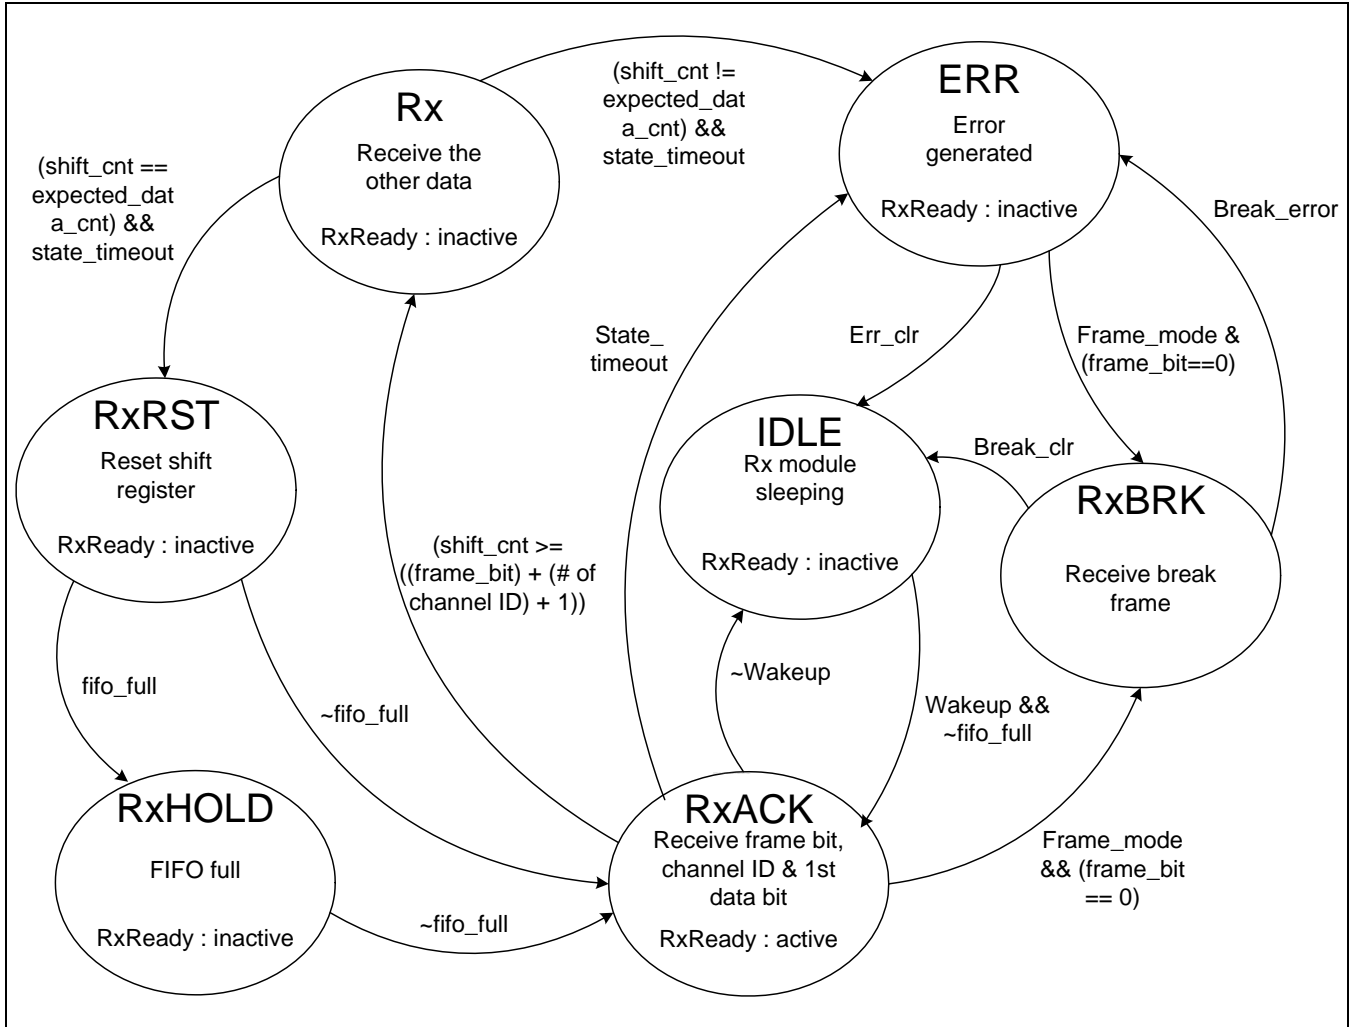 Rx
Receive the
other data
RxReady : inactive
(shift_cnt !=
expected_dat
a_cnt) &&
state_timeout
ERR
Error
generated
RxReady : inactive
(shift_cnt ==
expected_dat
a_cnt) &&
state_timeout
Break_error
State_
timeout
Err_clr
Frame_mode &
(frame_bit==0)
RxRST
Reset shift
register
RxReady : inactive
IDLE
Rx module
sleeping
RxReady : inactive
Break_clr
RxBRK
Receive break
frame
(shift_cnt >=
((frame_bit) + (# of
channel ID) + 1))
fifo_full
~fifo_full
~Wakeup
Wakeup &&
~fifo_full
RxHOLD
FIFO full
RxReady : inactive
~fifo_full
RxACK
Receive frame bit,
channel ID & 1st
data bit
RxReady : active
Frame_mode
&& (frame_bit
== 0)